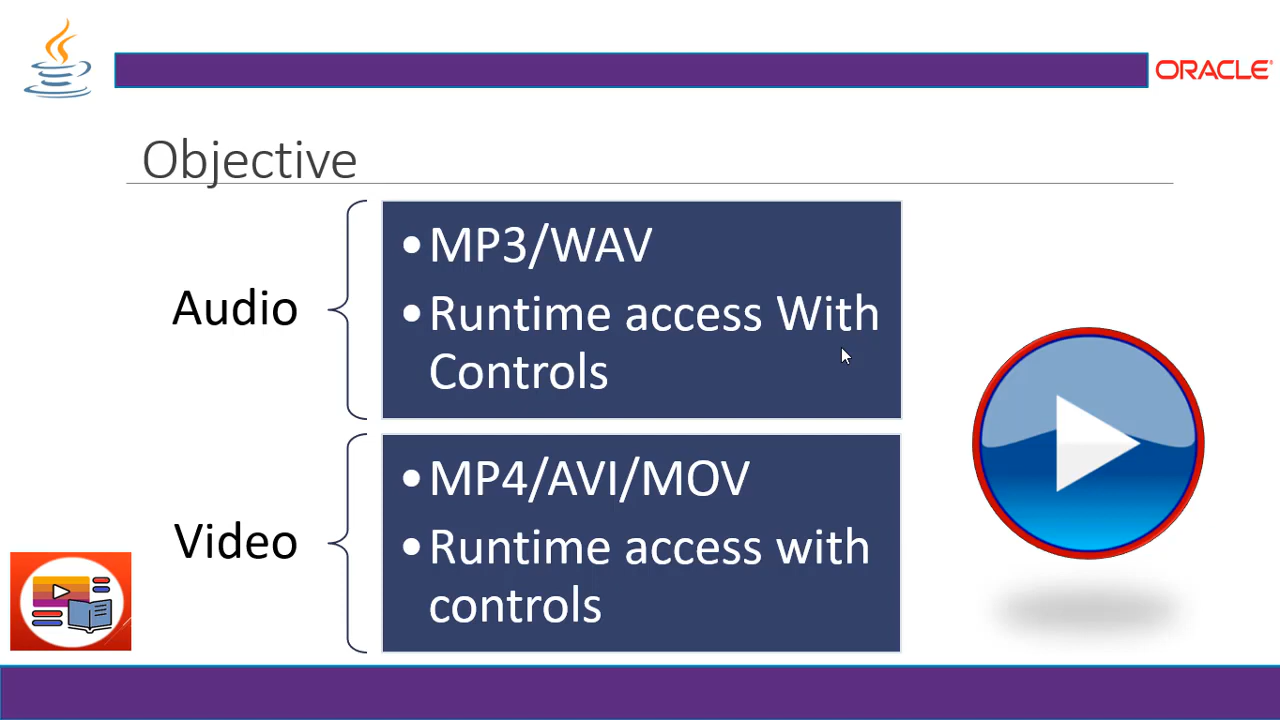 ORACLE
Objective
Audio
•MP3/WAV
•Runtime access With
Controls
Video
•MP4/AVI/MOV
•Runtime access with
controls